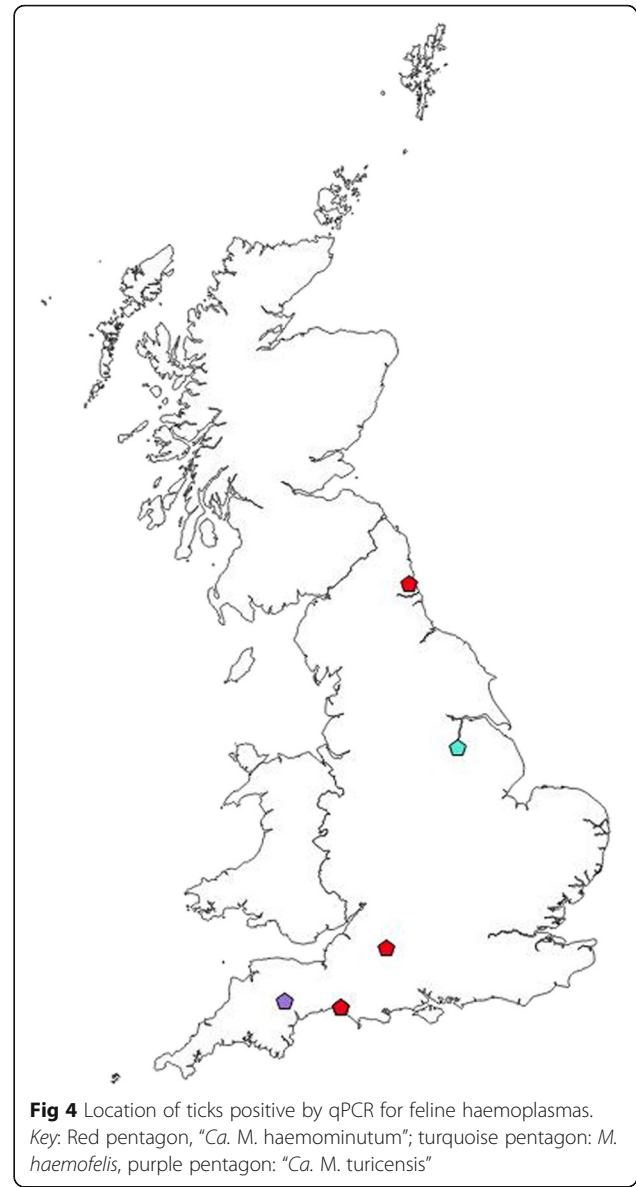 Fig 4 Location of ticks positive by qPCR for feline haemoplasmas.
Key: Red pentagon, “Ca. M. haemominutum”; turquoise pentagon: M.
haemofelis, purple pentagon: “Ca. M. turicensis”